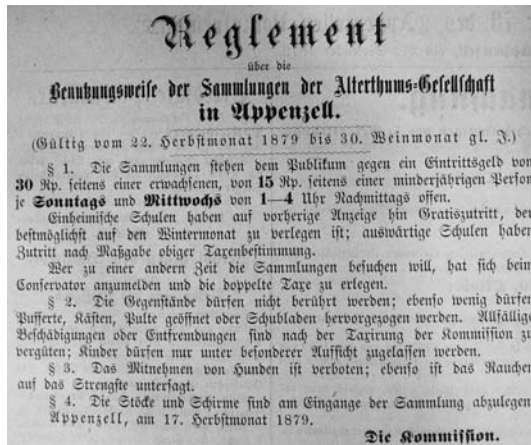 Reglement
über die
Benutzungsweise der Sammlungen der Alterthums-Gesellschaft
in Appenzell.
(Gültig vom 22. Herbstmonat 1879 bis 30. Weinmonat gl. J.)
§ 1. Die Sammlungen stehen dem Publikum gegen ein Eintrittsgeld von
30 Rp. seitens einer erwachsenen, von 15 Rp. seitens einer minderjährigen Person
je Sonntags und Mittwochs von 1—4 Uhr Nachmittags offen.
Einheimische Schulen haben auf vorherige Anzeige hin Gratiszutritt, der
bestmöglichst auf den Wintermonat zu verlegen ist; auswärtige Schulen haben
Zutritt nach Maßgabe obiger Taxenbestimmung.
Wer zu einer andern Zeit die Sammlungen besuchen will, hat sich beim
Conservator anzumelden und die doppelte Taxe zu erlegen.
§ 2. Die Gegenstände dürfen nicht berührt werden; ebenso wenig dürfen
Pufferte, Kästen, Pulte geöffnet oder Schubladen hervorgezogen werden. Allfällige
Beschädigungen oder Entfremdungen sind nach der Taxirung der Kommission zu
vergüten; Kinder dürfen nur unter besonderer Aufsicht zugelassen werden.
§ 3. Das Mitnehmen von Hunden ist verboten; ebenso ist das Rauchen
auf das Strengste untersagt.
§ 4. Die Stöcke und Schirme sind am Eingange der Sammlung abzulegen.
Appenzell, am 17. Herbstmonat 1879.
Die Kommission.